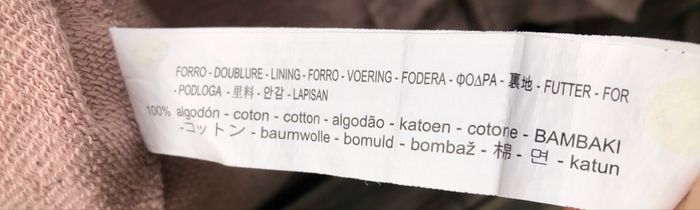 FORRO - DOUBLURE - LINING - FORRO - VOERING - FODERA - ΦΟΔΡΑ - 裏地 - FUTTER - FOR
- PODLOGA - 里料 - 안감 - LAPISAN
100% algodón - coton - cotton - algodão - katoen - cotone - BAMBAKI
- コットン - baumwolle - bomuld - bombaž - 棉 - 면 - katun